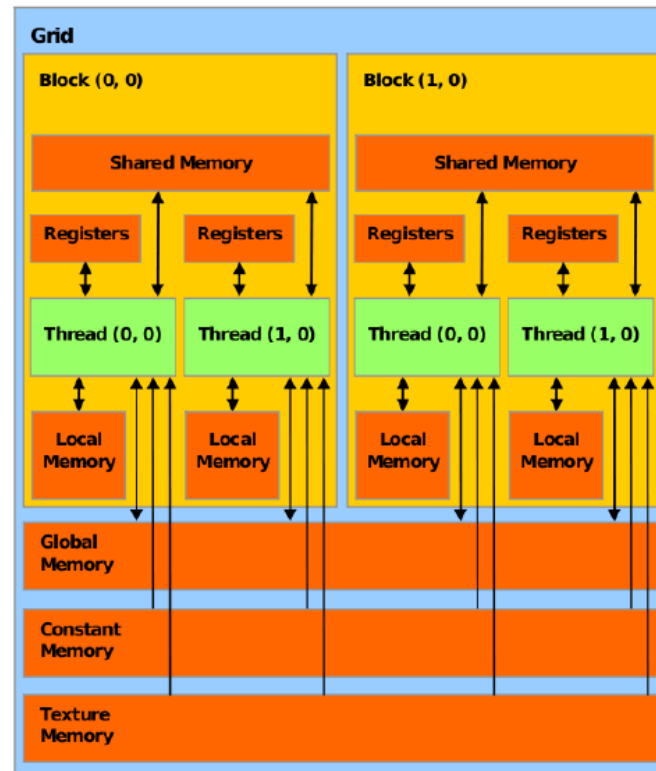 Grid
Block (0, 0)
Block (1, 0)
Shared Memory
Shared Memory
Registers
Registers
Registers
Registers
Thread (0, 0)
Thread (1, 0)
Thread (0, 0)
Thread (1, 0)
Local
Memory
Local
Memory
Local
Memory
Local
Memory
Global
Memory
Constant
Memory
Texture
Memory